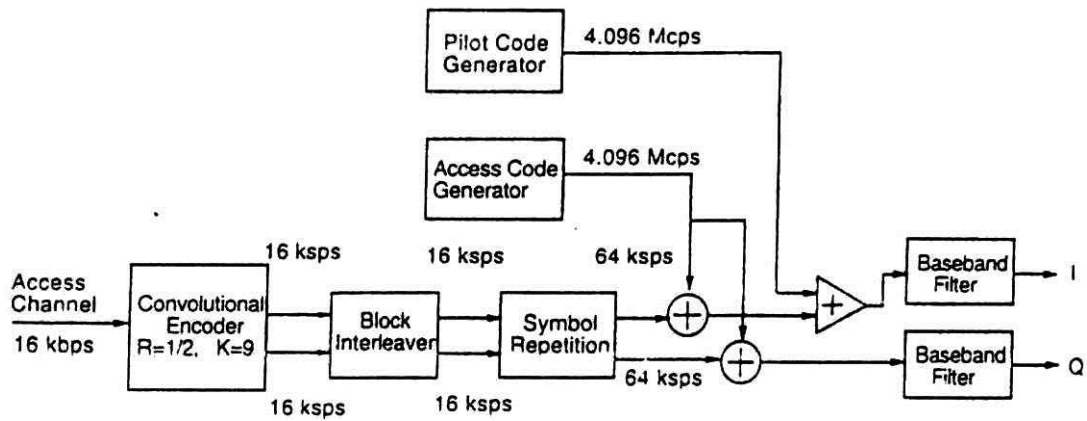 Pilot Code
Generator
4.096 Mcps
Access Code
Generator
4.096 Mcps
16 ksps
16 ksps
64 ksps
Access
Channel
16 kbps
Convolutional
Encoder
R=1/2, K=9
Block
Interleaver
Symbol
Repetition
+
+
+
Baseband
Filter
I
64 ksps
Baseband
Filter
Q
16 ksps
16 ksps